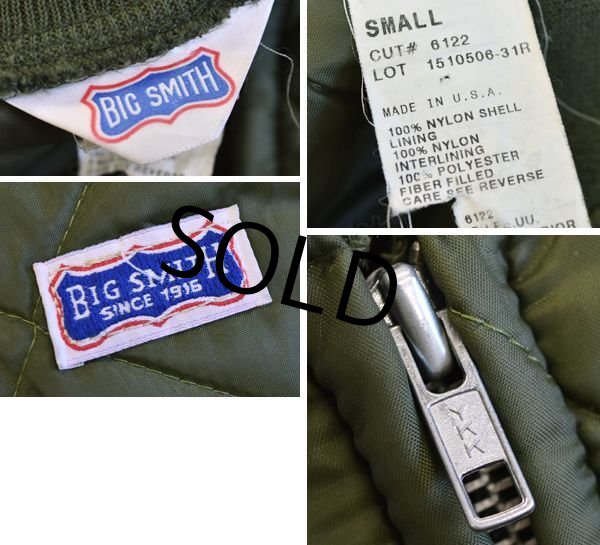 BIG SMITH
SMALL
CUT# 6122
LOT 1510506-31R
MADE IN U.S.A.
100% NYLON SHELL
LINING
100% NYLON
INTERLINING
100% POLYESTER
FIBER FILLED
CARE SEE REVERSE
6122
BIG SMITH
SINCE 1916
SOLD
YKK